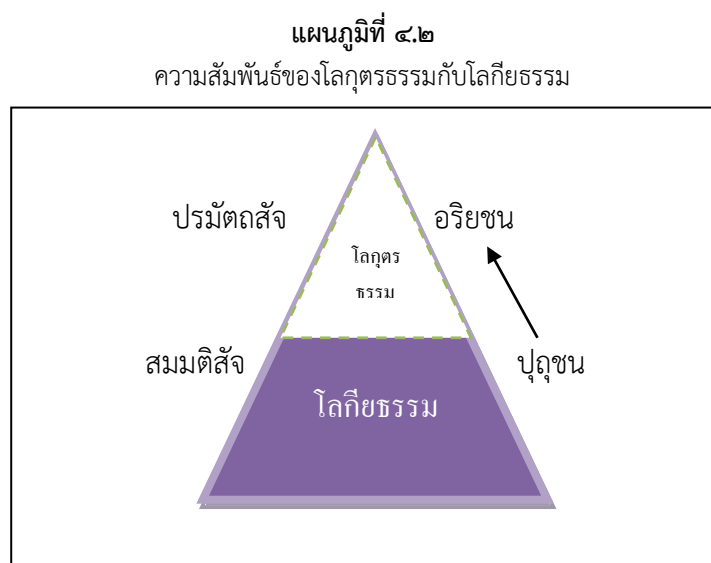 แผนภูมิที่ ๔.๒
ความสัมพันธ์ของโลกุตรธรรมกับโลกียธรรม
ปรมัตถสัจ
อริยชน
โลกุตร
ธรรม
สมมติสัจ
ปุถุชน
โลกียธรรม